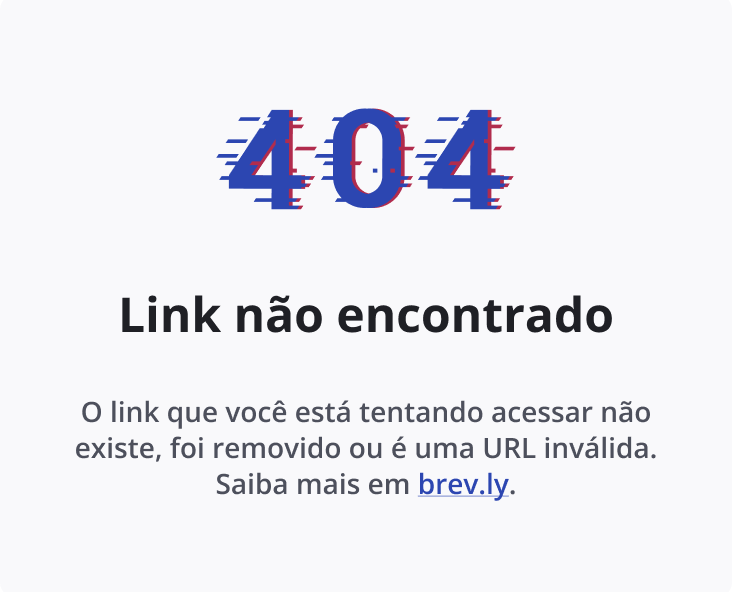 404
Link não encontrado
O link que você está tentando acessar não
existe, foi removido ou é uma URL inválida.
Saiba mais em brev.ly.